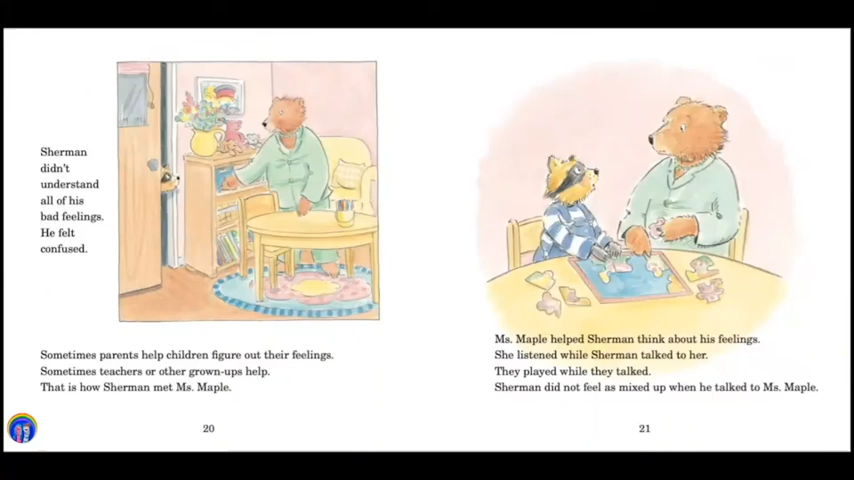 Sherman
didn't
understand
all of his
bad feelings.
He felt
confused.
Sometimes parents help children figure out their feelings.
Sometimes teachers or other grown-ups help.
That is how Sherman met Ms. Maple.
20
Ms. Maple helped Sherman think about his feelings.
She listened while Sherman talked to her.
They played while they talked.
Sherman did not feel as mixed up when he talked to Ms. Maple.
21